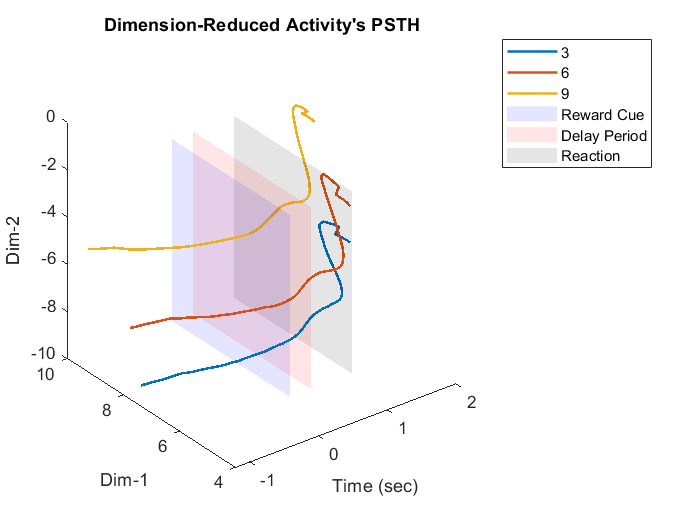 Dimension-Reduced Activity's PSTH
3
6
9
Reward Cue
Delay Period
Reaction
0
-2
-4
-6
-8
-10
Dim-2
10
8
6
4
Dim-1
-1
0
1
2
Time (sec)